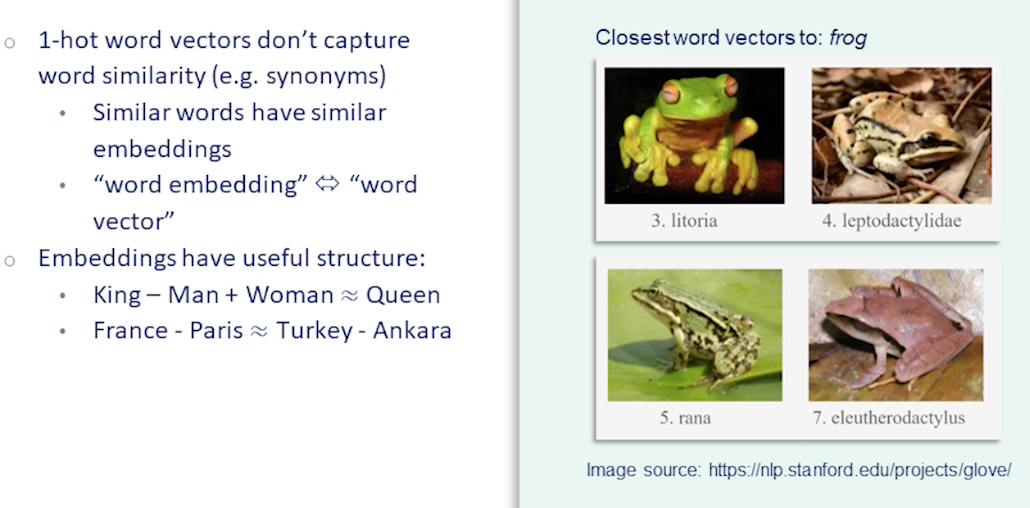 ○ 1-hot word vectors don’t capture
word similarity (e.g. synonyms)
• Similar words have similar
embeddings
• “word embedding” ⇔ “word
vector”
○ Embeddings have useful structure:
• King – Man + Woman ≈ Queen
• France - Paris ≈ Turkey - Ankara
Closest word vectors to: frog
3. litoria
4. leptodactylidae
5. rana
7. eleutherodactylus
Image source: https://nlp.stanford.edu/projects/glove/